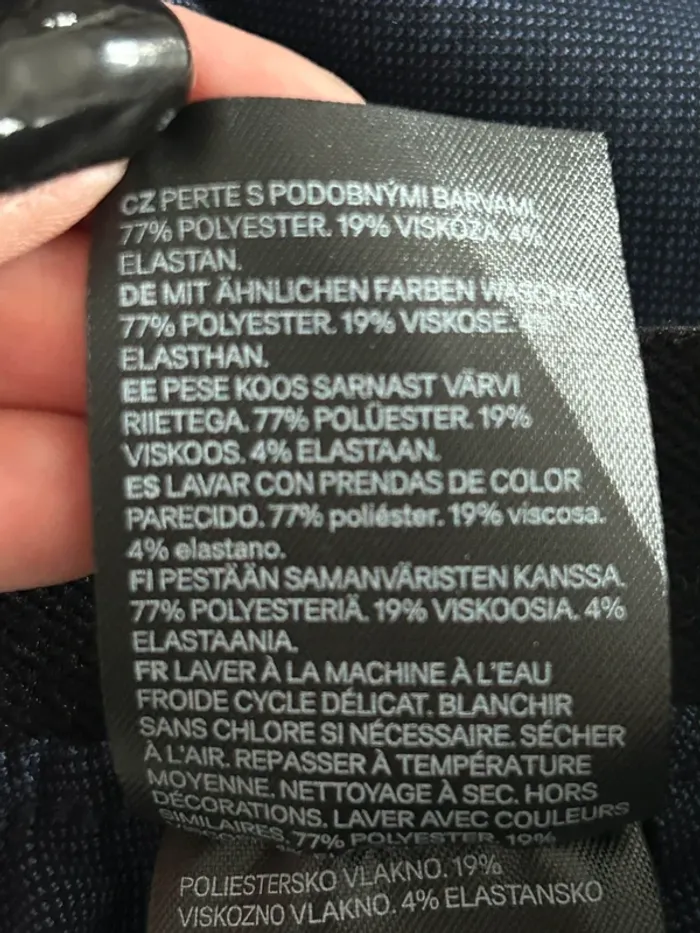 CZ PERTE S PODOBNÝMI BARVAMI.
77% POLYESTER. 19% VISKÓZA. 4%
ELASTAN.
DE MIT ÄHNLICHEN FARBEN WASCHEN.
77% POLYESTER. 19% VISKOSE.
ELASTHAN.
EE PESE KOOS SARNAST VÄRVI
RIIETEGA. 77% POLÜESTER. 19%
VISKOOS. 4% ELASTAAN.
ES LAVAR CON PRENDAS DE COLOR
PARECIDO. 77% poliéster. 19% viscosa.
4% elastano.
FI PESTÄÄN SAMANVÄRISTEN KANSSA.
77% POLYESTERIÄ. 19% VISKOOSIA. 4%
ELASTAANIA.
FR LAVER À LA MACHINE À L'EAU
FROIDE CYCLE DÉLICAT. BLANCHIR
SANS CHLORE SI NÉCESSAIRE. SÉCHER
À L'AIR. REPASSER À TEMPÉRATURE
MOYENNE. NETTOYAGE À SEC. HORS
DÉCORATIONS. LAVER AVEC COULEURS
SIMILAIRES. 77% POLYESTER. 19%
POLIESTERSKO VLAKNO. 19%
VISKOZNO VLAKNO. 4% ELASTANSKO